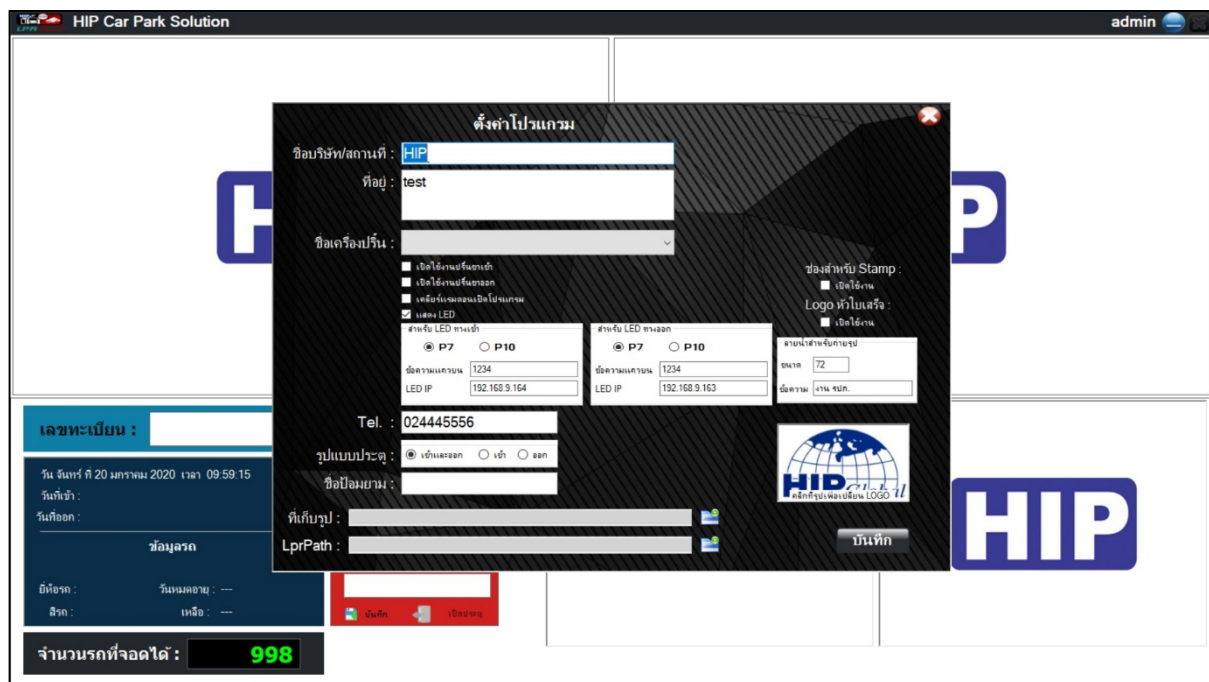 HIP Car Park Solution
admin
ตั้งค่าโปรแกรม
ชื่อบริษัท/สถานที่ : HIP
ที่อยู่ : test
ชื่อเครื่องปริ้น :
เปิดใช้งานปริ้นขาเข้า
เปิดใช้งานปริ้นขาออก
เคลียร์แรมตอนเปิดโปรแกรม
แสดง LED
ช่องสำหรับ Stamp :
เปิดใช้งาน
Logo หัวใบเสร็จ :
เปิดใช้งาน
สำหรับ LED ทางเข้า
P7 P10
ข้อความแถวบน 1234
LED IP 192.168.9.164
สำหรับ LED ทางออก
P7 P10
ข้อความแถวบน 1234
LED IP 192.168.9.163
ลายน้ำสำหรับถ่ายรูป
ขนาด 72
ข้อความ งาน รปภ.
Tel. : 024445556
รูปแบบประตู : เข้าและออก เข้า ออก
ชื่อป้อมยาม :
ที่เก็บรูป :
LprPath :
HIP Global
คลิกที่รูปเพื่อเปลี่ยน LOGO
บันทึก
เลขทะเบียน :
วัน จันทร์ ที่ 20 มกราคม 2020 เวลา 09:59:15
วันที่เข้า :
วันที่ออก :
ข้อมูลรถ
ยี่ห้อรถ : วันหมดอายุ : ---
สีรถ : เหลือ : ---
บันทึก เปิดประตู
จำนวนรถที่จอดได้ : 998
HIP